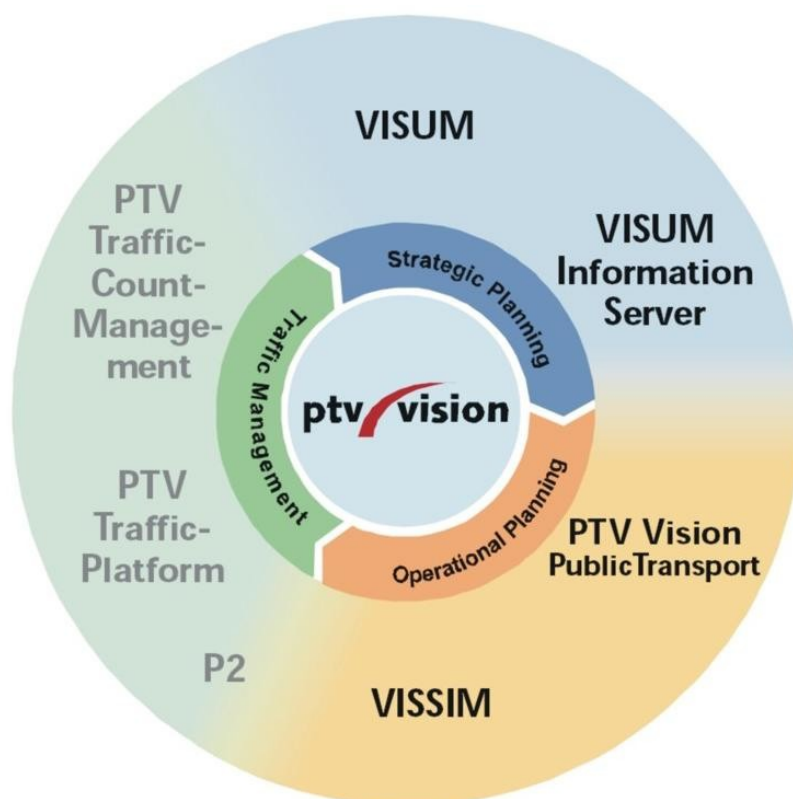 VISUM
VISUM
Information
Server
PTV Vision
PublicTransport
VISSIM
P2
PTV
Traffic-
Platform
PTV
Traffic-
Count-
Manage-
ment
Strategic Planning
Operational Planning
Traffic Management
ptv vision